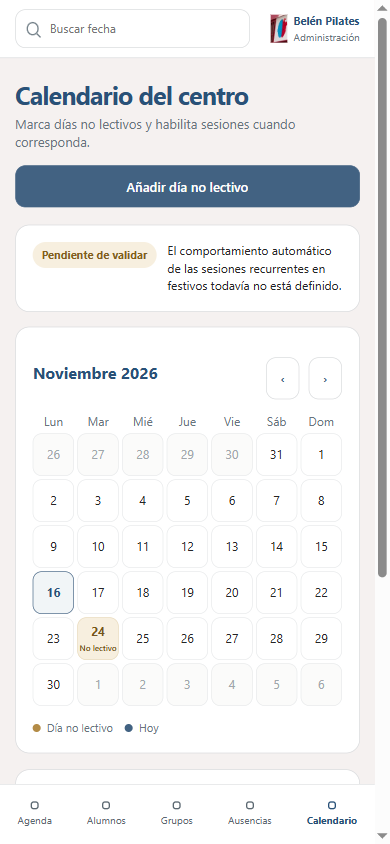 Buscar fecha
Belén Pilates
Administración
Calendario del centro
Marca días no lectivos y habilita sesiones cuando
corresponda.
Añadir día no lectivo
Pendiente de validar
El comportamiento automático
de las sesiones recurrentes en
festivos todavía no está definido.
Noviembre 2026
‹ ›
Lun Mar Mié Jue Vie Sáb Dom
26 27 28 29 30 31 1
2 3 4 5 6 7 8
9 10 11 12 13 14 15
16 17 18 19 20 21 22
23 24 25 26 27 28 29
No lectivo
30 1 2 3 4 5 6
Día no lectivo Hoy
Agenda Alumnos Grupos Ausencias Calendario